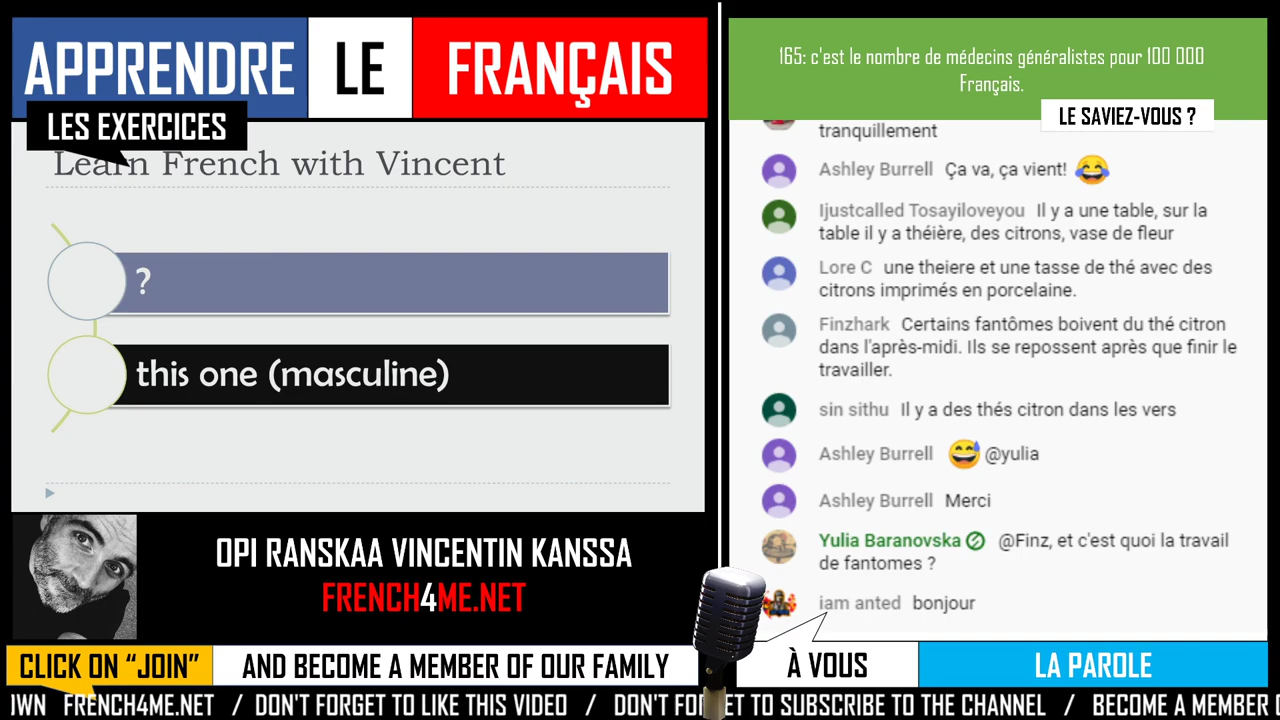 APPRENDRE LE FRANÇAIS
LES EXERCICES
Learn French with Vincent
?
this one (masculine)
OPI RANSKAA VINCENTIN KANSSA
FRENCH4ME.NET
CLICK ON “JOIN” AND BECOME A MEMBER OF OUR FAMILY
165: c'est le nombre de médecins généralistes pour 100 000
Français.
LE SAVIEZ-VOUS ?
tranquillement
Ashley Burrell Ça va, ça vient! 😂
Ijustcalled Tosayiloveyou Il y a une table, sur la
table il y a théière, des citrons, vase de fleur
Lore C une theiere et une tasse de thé avec des
citrons imprimés en porcelaine.
Finzhark Certains fantômes boivent du thé citron
dans l'après-midi. Ils se repossent après que finir le
travailler.
sin sithu Il y a des thés citron dans les vers
Ashley Burrell 😅 @yulia
Ashley Burrell Merci
Yulia Baranovska @Finz, et c'est quoi la travail
de fantomes ?
iam anted bonjour
À VOUS LA PAROLE
FRENCH4ME.NET / DON'T FORGET TO LIKE THIS VIDEO / DON'T FORGET TO SUBSCRIBE TO THE CHANNEL / BECOME A MEMBER